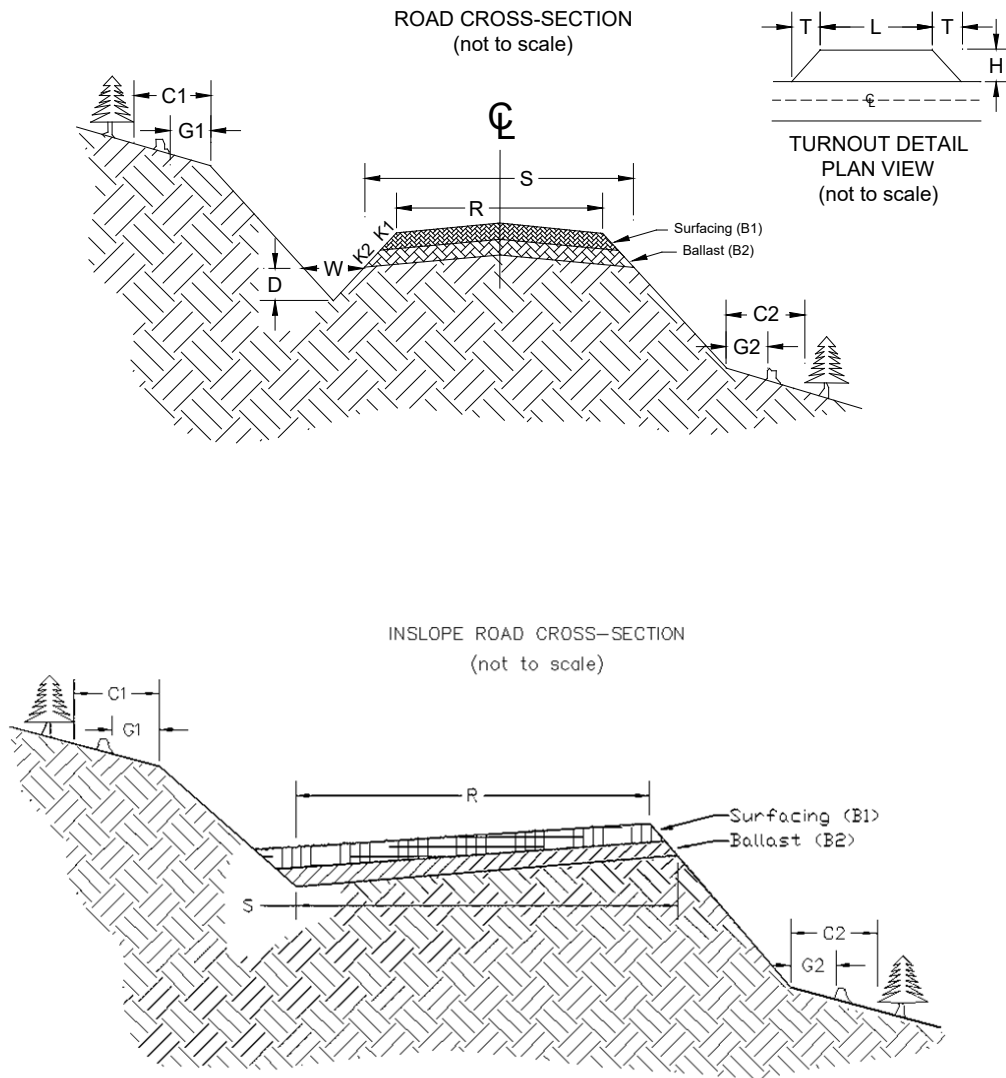 ROAD CROSS-SECTION
(not to scale)
T L T
H
℄
TURNOUT DETAIL
PLAN VIEW
(not to scale)
C1
G1
℄
S
R
K1
K2
Surfacing (B1)
Ballast (B2)
W
D
C2
G2
INSLOPE ROAD CROSS-SECTION
(not to scale)
C1
G1
R
Surfacing (B1)
Ballast (B2)
S
C2
G2